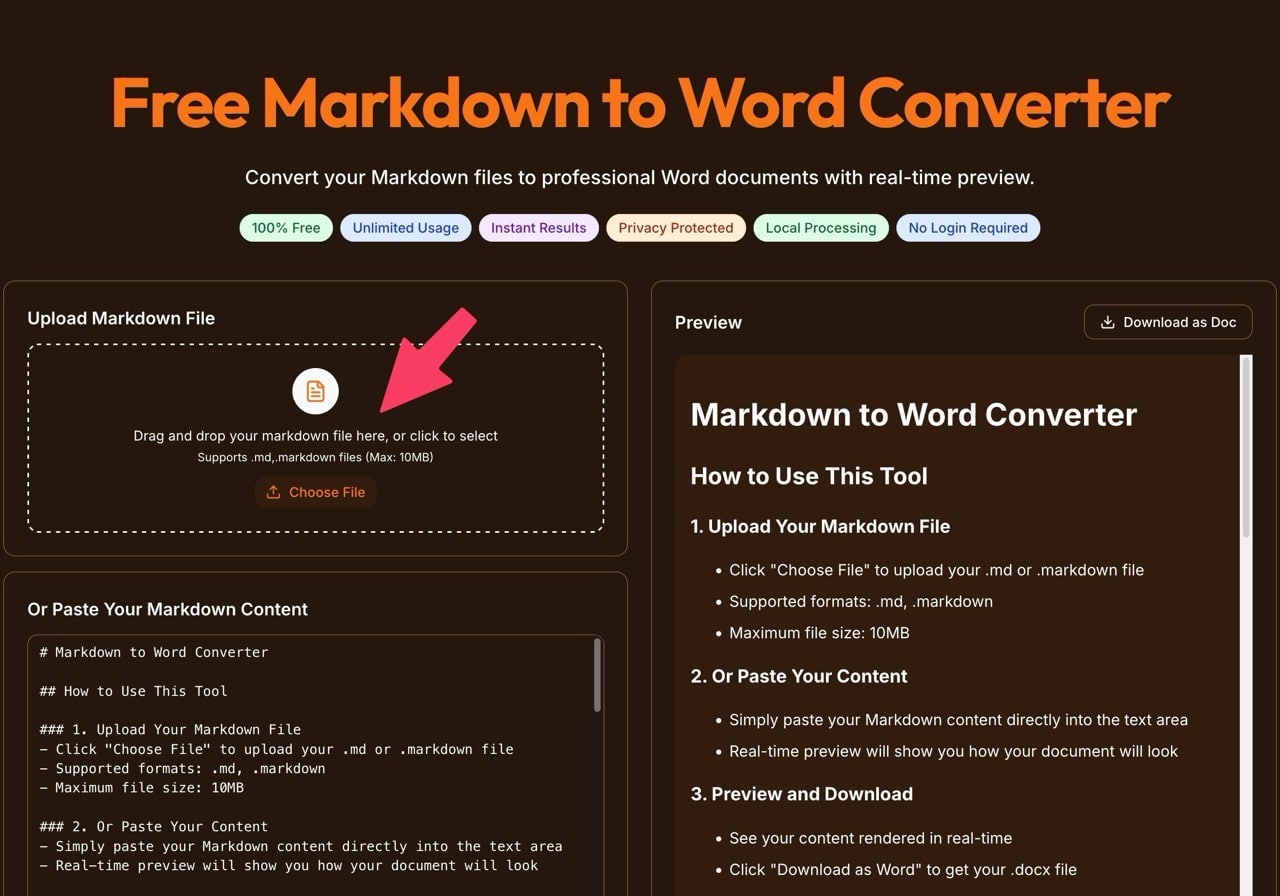 Free Markdown to Word Converter
Convert your Markdown files to professional Word documents with real-time preview.
100% Free
Unlimited Usage
Instant Results
Privacy Protected
Local Processing
No Login Required
Upload Markdown File
Drag and drop your markdown file here, or click to select
Supports .md,.markdown files (Max: 10MB)
Choose File
Or Paste Your Markdown Content
# Markdown to Word Converter
## How to Use This Tool
### 1. Upload Your Markdown File
- Click "Choose File" to upload your .md or .markdown file
- Supported formats: .md, .markdown
- Maximum file size: 10MB
### 2. Or Paste Your Content
- Simply paste your Markdown content directly into the text area
- Real-time preview will show you how your document will look
Preview
Download as Doc
Markdown to Word Converter
How to Use This Tool
1. Upload Your Markdown File
• Click "Choose File" to upload your .md or .markdown file
• Supported formats: .md, .markdown
• Maximum file size: 10MB
2. Or Paste Your Content
• Simply paste your Markdown content directly into the text area
• Real-time preview will show you how your document will look
3. Preview and Download
• See your content rendered in real-time
• Click "Download as Word" to get your .docx file